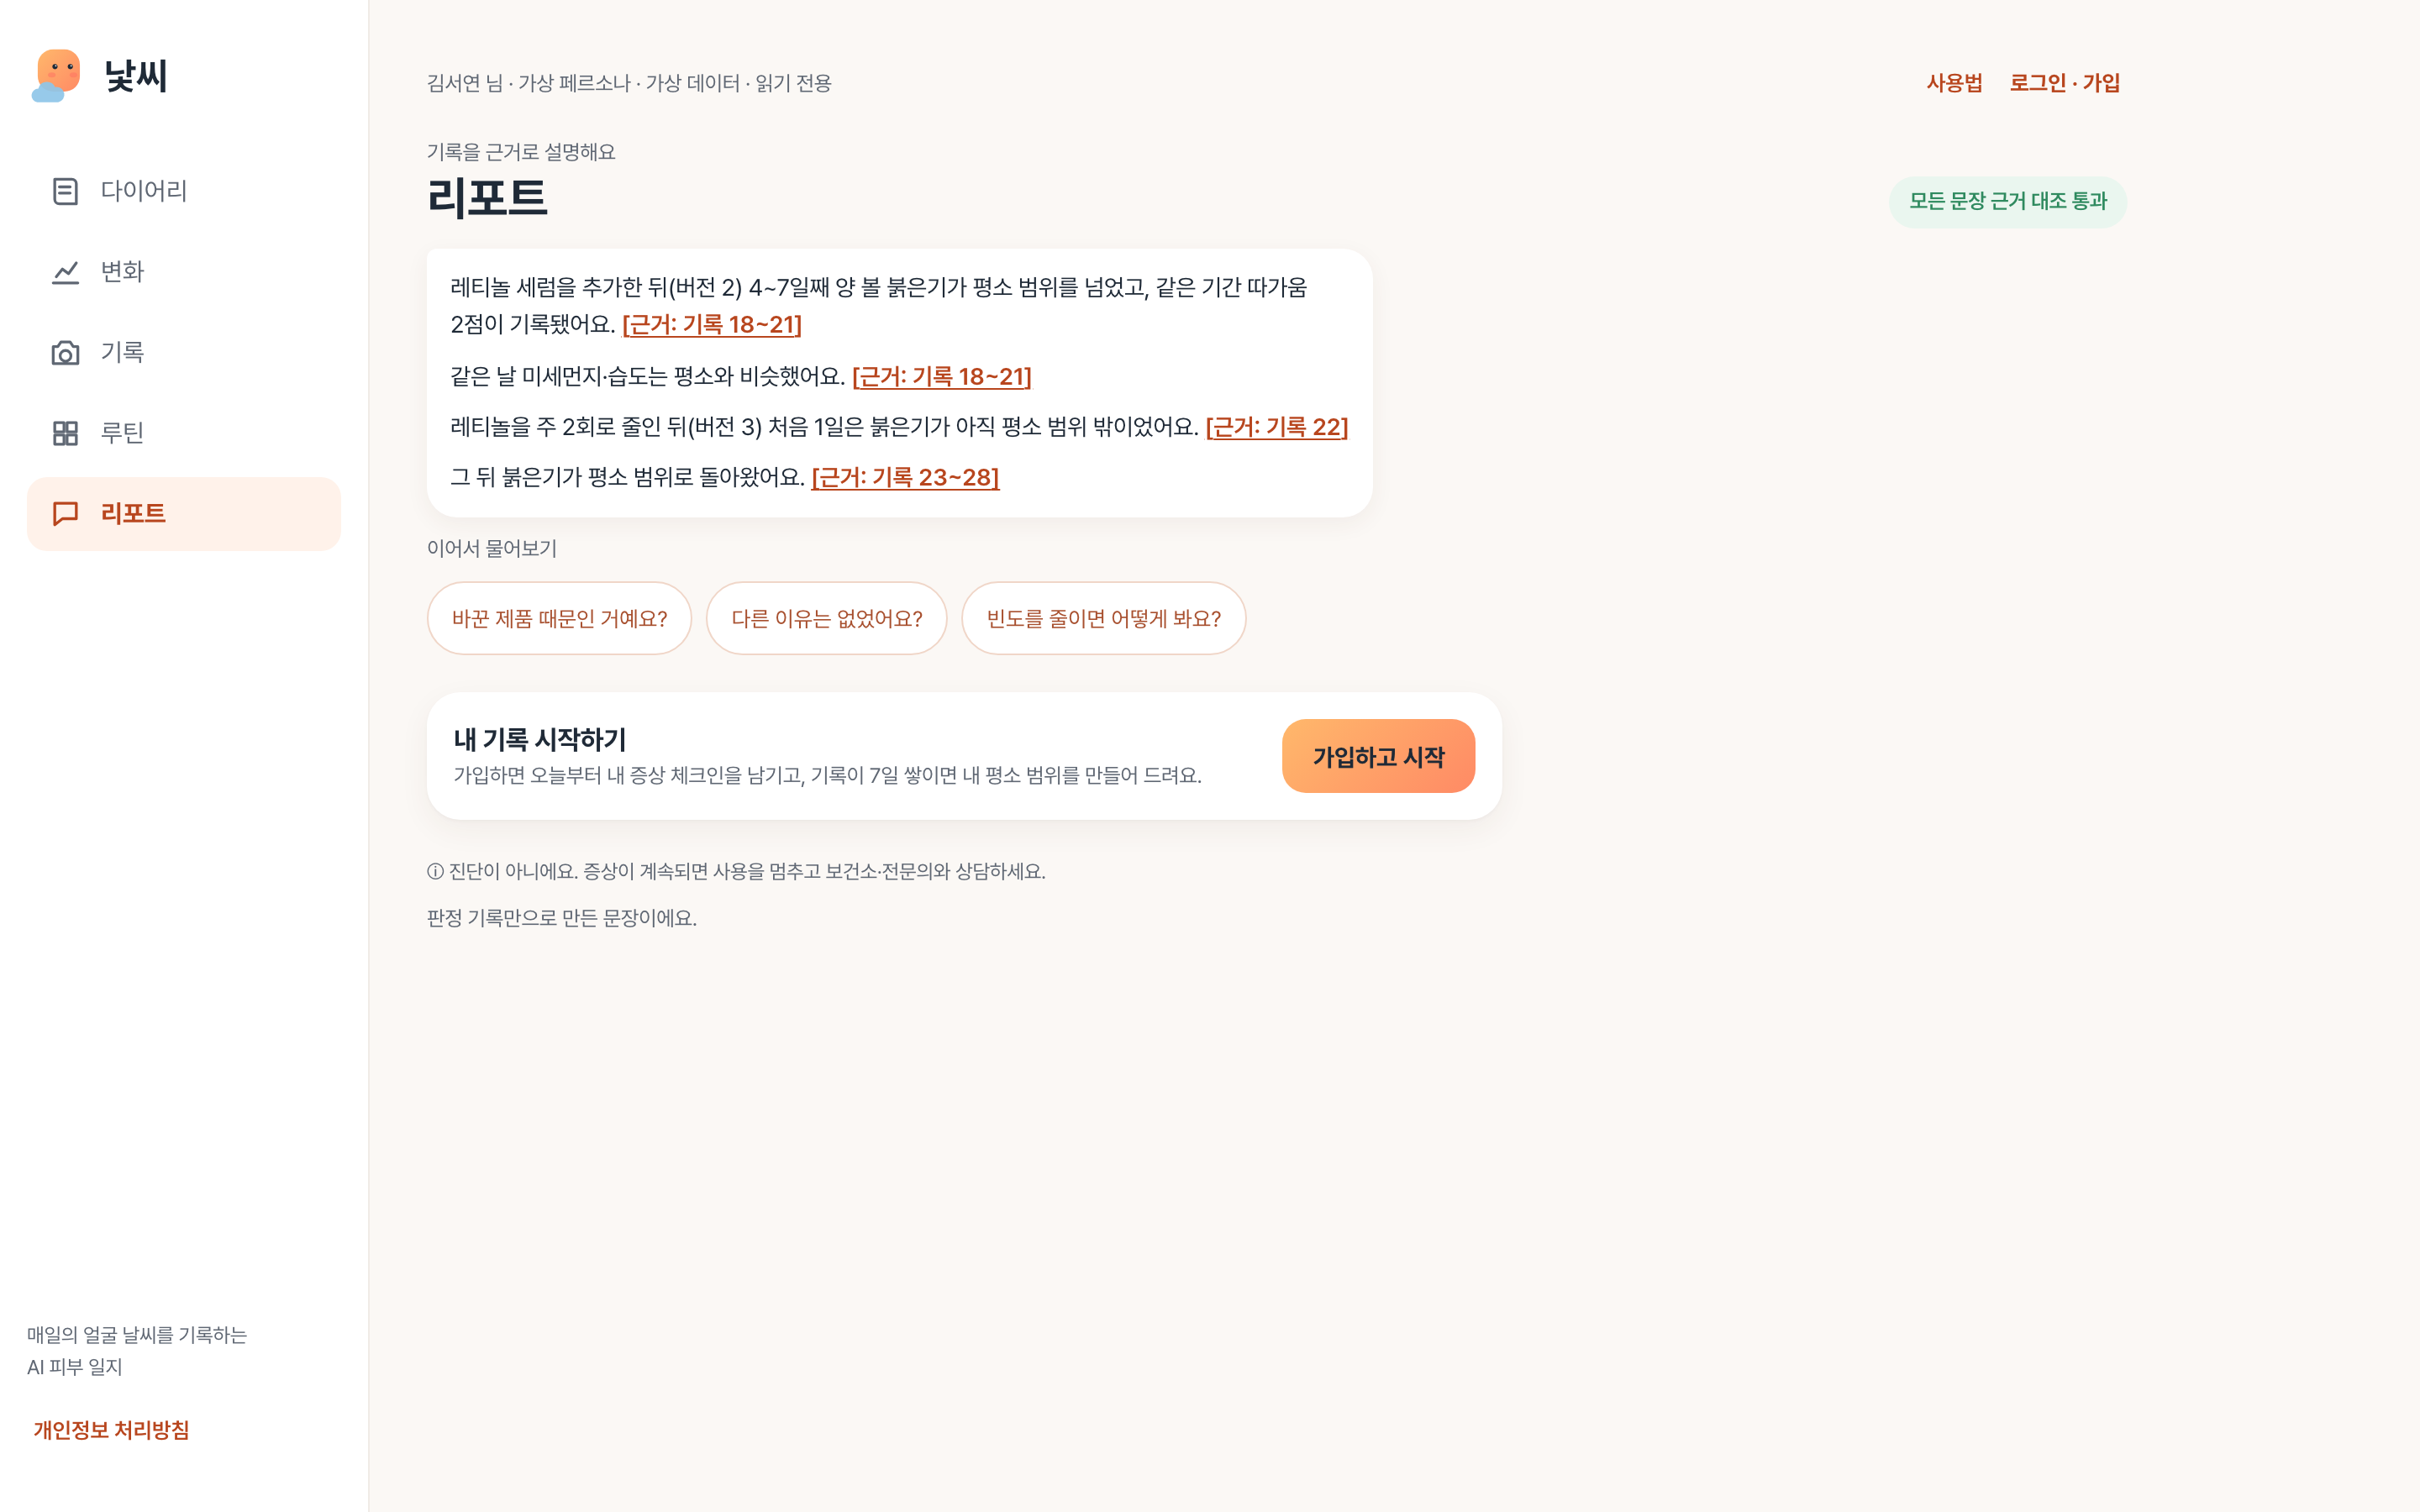 낯씨
다이어리
변화
기록
루틴
리포트
매일의 얼굴 날씨를 기록하는
AI 피부 일지
개인정보 처리방침
김서연 님 · 가상 페르소나 · 가상 데이터 · 읽기 전용
사용법
로그인 · 가입
기록을 근거로 설명해요
리포트
모든 문장 근거 대조 통과
레티놀 세럼을 추가한 뒤(버전 2) 4~7일째 양 볼 붉은기가 평소 범위를 넘었고, 같은 기간 따가움
2점이 기록됐어요. [근거: 기록 18~21]
같은 날 미세먼지·습도는 평소와 비슷했어요. [근거: 기록 18~21]
레티놀을 주 2회로 줄인 뒤(버전 3) 처음 1일은 붉은기가 아직 평소 범위 밖이었어요. [근거: 기록 22]
그 뒤 붉은기가 평소 범위로 돌아왔어요. [근거: 기록 23~28]
이어서 물어보기
바꾼 제품 때문인 거예요?
다른 이유는 없었어요?
빈도를 줄이면 어떻게 봐요?
내 기록 시작하기
가입하면 오늘부터 내 증상 체크인을 남기고, 기록이 7일 쌓이면 내 평소 범위를 만들어 드려요.
가입하고 시작
ⓘ 진단이 아니에요. 증상이 계속되면 사용을 멈추고 보건소·전문의와 상담하세요.
판정 기록만으로 만든 문장이에요.